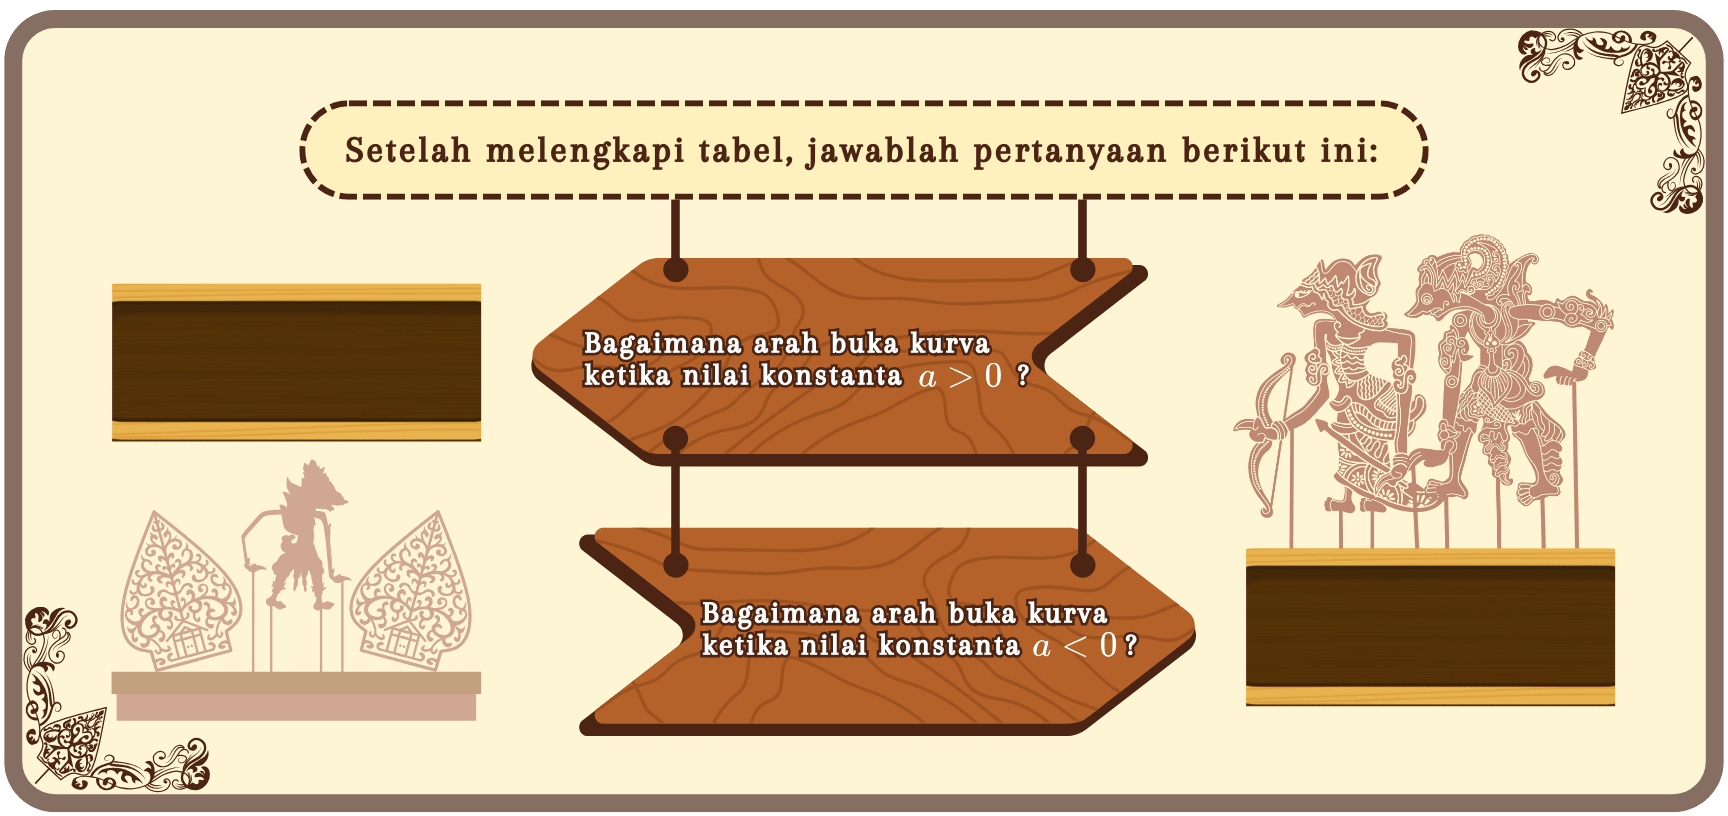 Setelah melengkapi tabel, jawablah pertanyaan berikut ini:
Bagaimana arah buka kurva
ketika nilai konstanta a > 0 ?
Bagaimana arah buka kurva
ketika nilai konstanta a < 0 ?